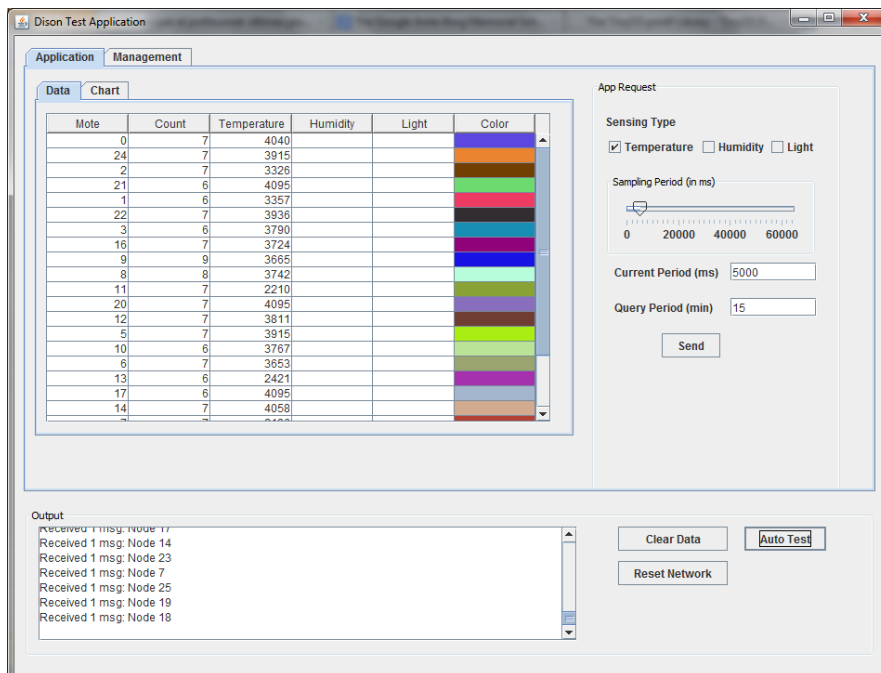 Dison Test Application
Application Management
Data Chart
Mote Count Temperature Humidity Light Color
0 7 4040
24 7 3915
2 7 3326
21 6 4095
1 6 3357
22 7 3936
3 6 3790
16 7 3724
9 9 3665
8 8 3742
11 7 2210
20 7 4095
12 7 3811
5 7 3915
10 6 3767
6 7 3653
13 6 2421
17 6 4095
14 7 4058
App Request
Sensing Type
Temperature Humidity Light
Sampling Period (in ms)
0 20000 40000 60000
Current Period (ms) 5000
Query Period (min) 15
Send
Output
Received 1 msg: Node 17
Received 1 msg: Node 14
Received 1 msg: Node 23
Received 1 msg: Node 7
Received 1 msg: Node 25
Received 1 msg: Node 19
Received 1 msg: Node 18
Clear Data Auto Test
Reset Network